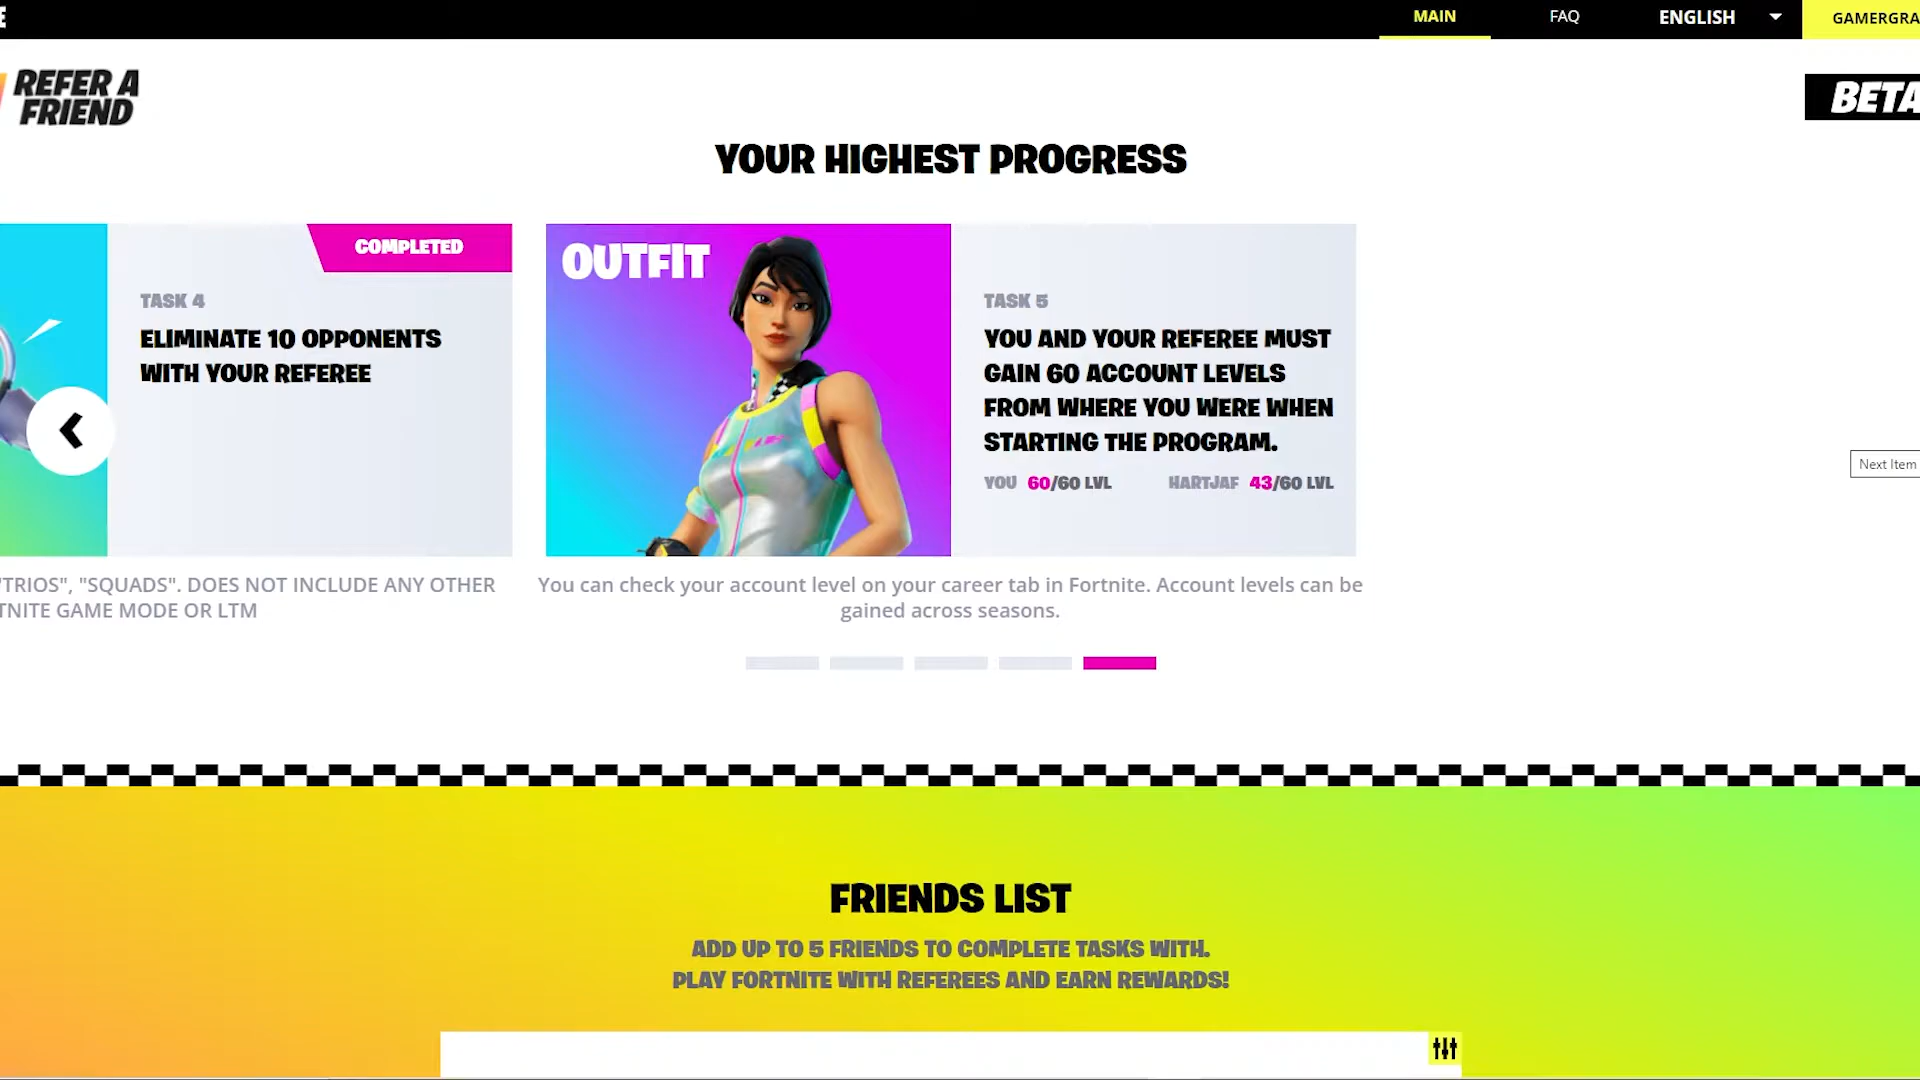 E
MAIN
FAQ
ENGLISH
GAMERGRA
REFER A
FRIEND
BETA
YOUR HIGHEST PROGRESS
COMPLETED
TASK 4
ELIMINATE 10 OPPONENTS
WITH YOUR REFEREE
"TRIOS", "SQUADS". DOES NOT INCLUDE ANY OTHER
TNITE GAME MODE OR LTM
OUTFIT
TASK 5
YOU AND YOUR REFEREE MUST
GAIN 60 ACCOUNT LEVELS
FROM WHERE YOU WERE WHEN
STARTING THE PROGRAM.
YOU 60/60 LVL HARTJAF 43/60 LVL
You can check your account level on your career tab in Fortnite. Account levels can be
gained across seasons.
Next Item
FRIENDS LIST
ADD UP TO 5 FRIENDS TO COMPLETE TASKS WITH.
PLAY FORTNITE WITH REFEREES AND EARN REWARDS!